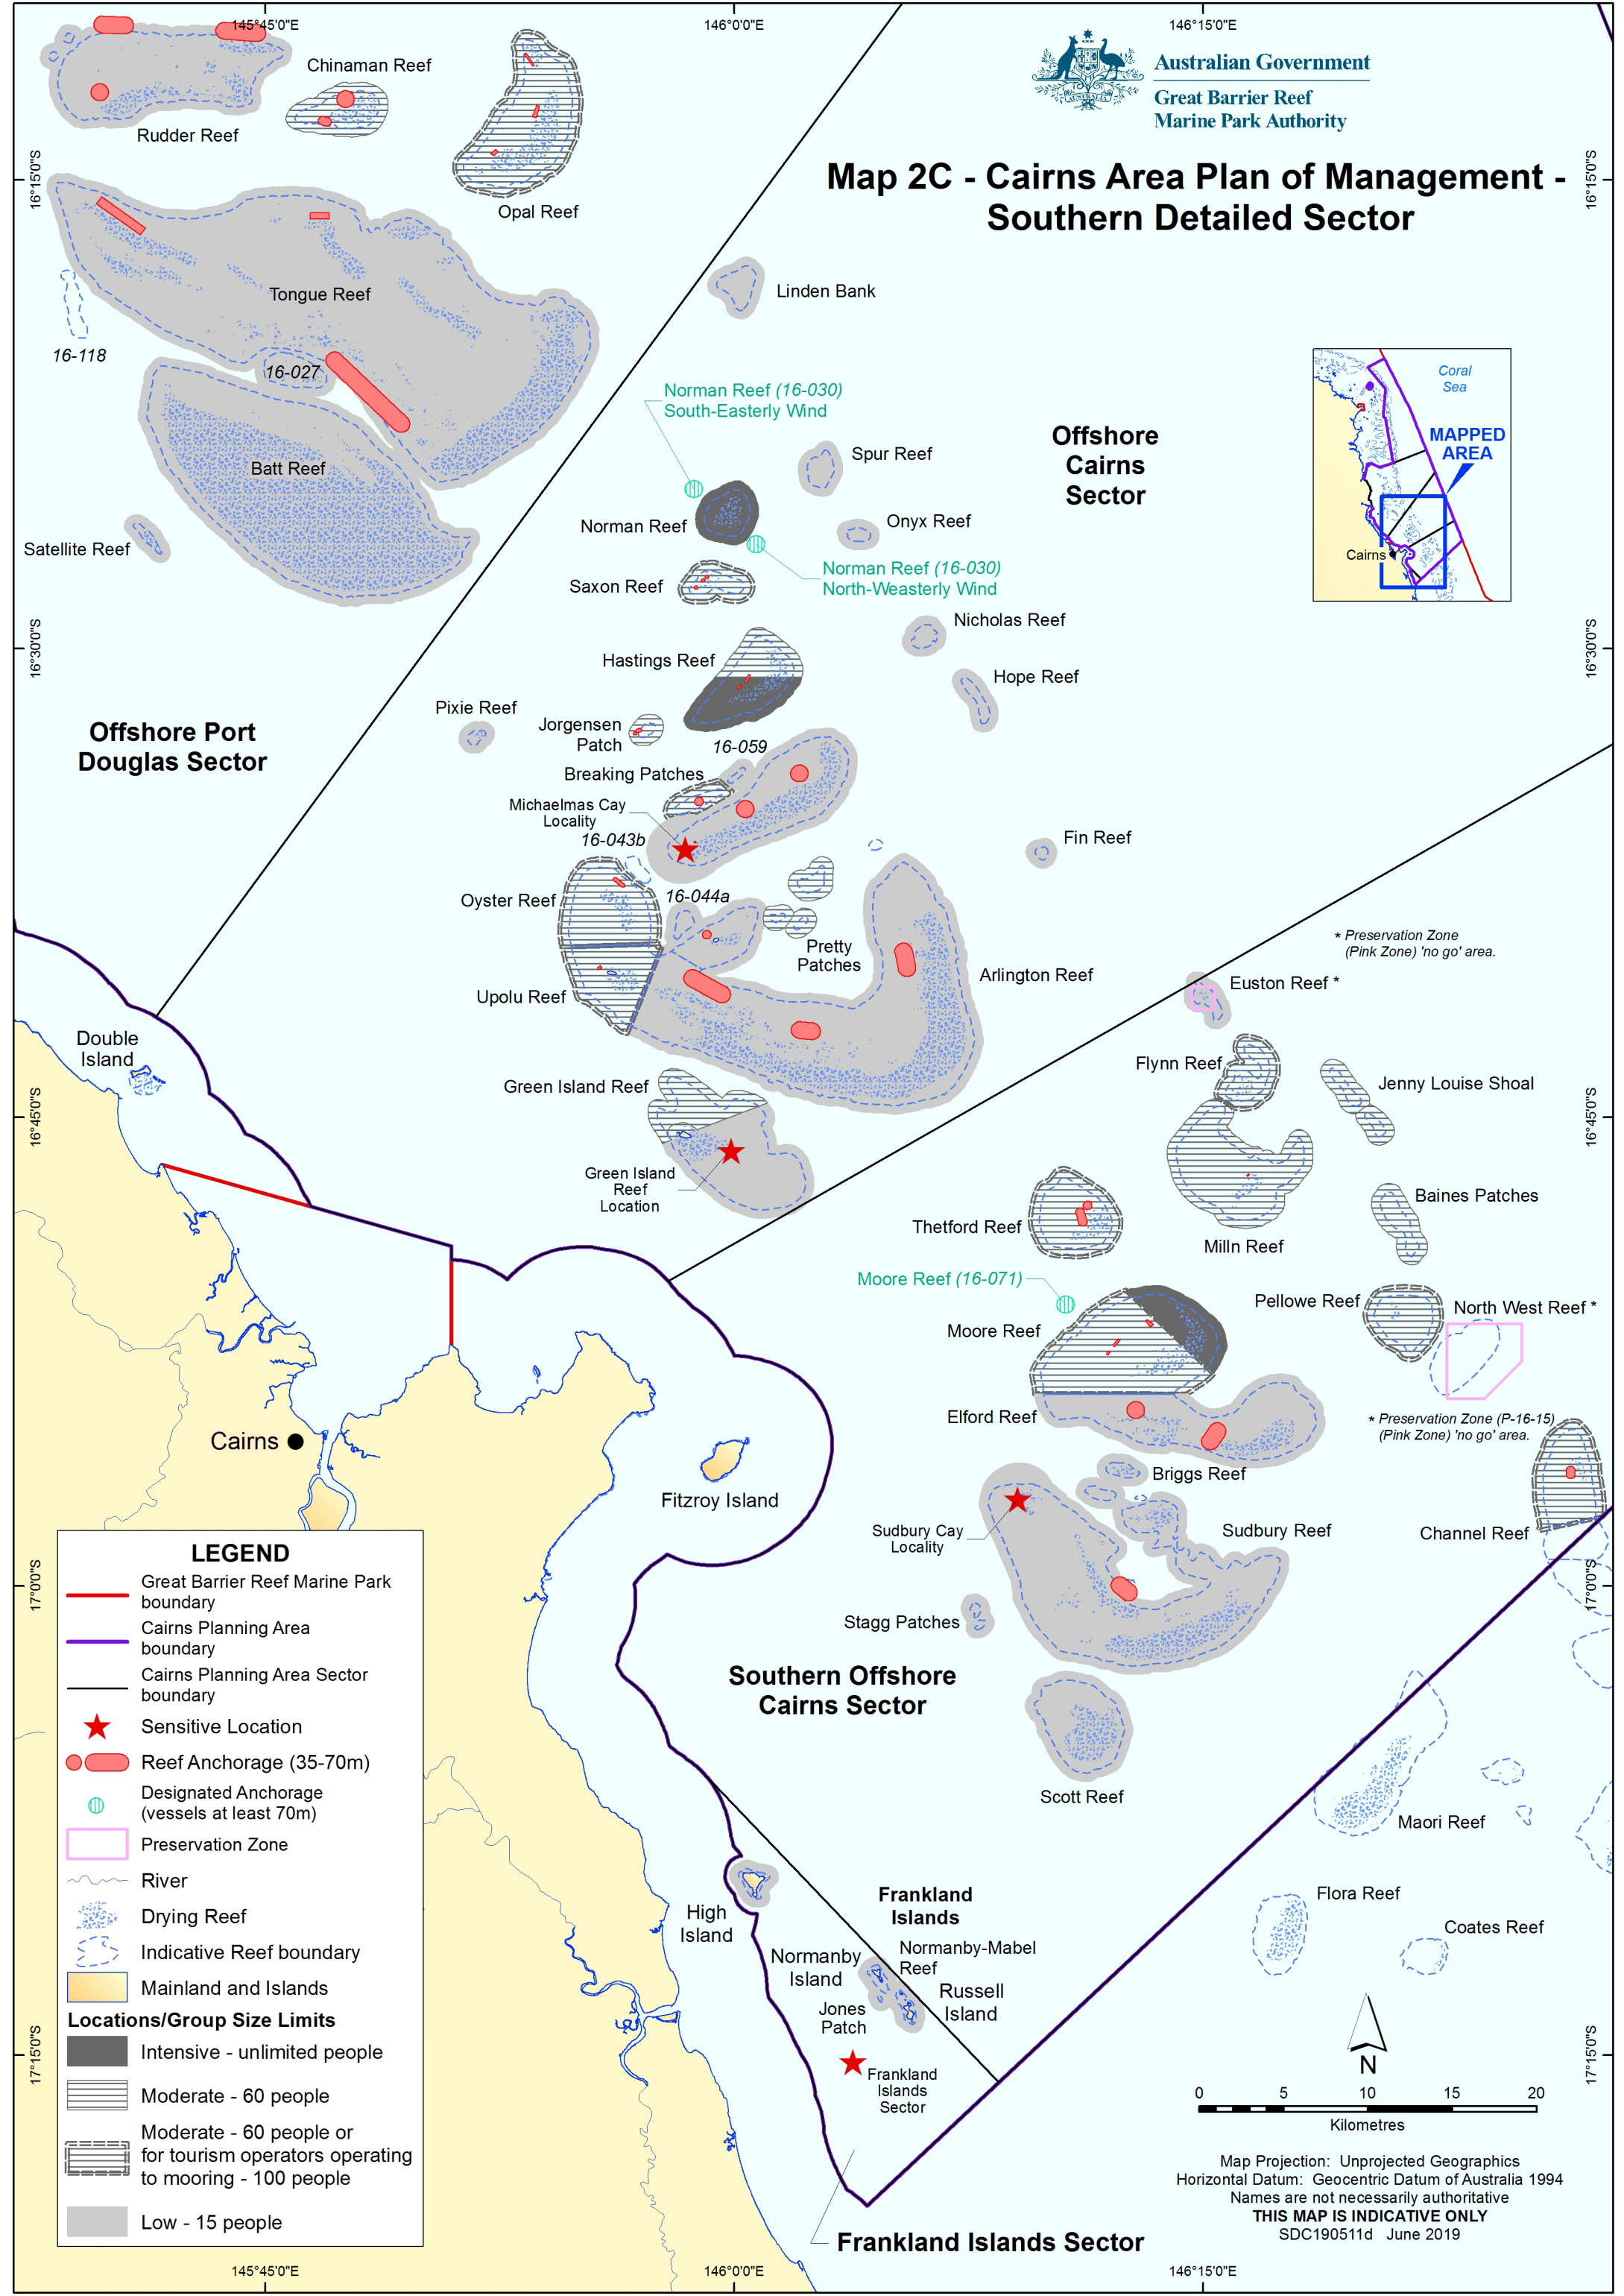 145°45'0"E
146°0'0"E
146°15'0"E
Australian Government
Great Barrier Reef
Marine Park Authority
AUSTRALIA
Map 2C - Cairns Area Plan of Management -
Southern Detailed Sector
Chinaman Reef
Rudder Reef
Opal Reef
16°15'0"S
16°15'0"S
Tongue Reef
Linden Bank
16-118
16-027
Batt Reef
Satellite Reef
Norman Reef (16-030)
South-Easterly Wind
Spur Reef
Offshore
Cairns
Sector
Coral
Sea
MAPPED
AREA
Cairns
Norman Reef
Onyx Reef
Norman Reef (16-030)
North-Weasterly Wind
Saxon Reef
Nicholas Reef
16°30'0"S
16°30'0"S
Hastings Reef
Hope Reef
Pixie Reef
Offshore Port
Douglas Sector
Jorgensen
Patch
16-059
Breaking Patches
Michaelmas Cay
Locality
16-043b
Fin Reef
Oyster Reef
16-044a
Pretty
Patches
Upolu Reef
Arlington Reef
* Preservation Zone
(Pink Zone) 'no go' area.
Euston Reef *
Double
Island
Flynn Reef
Green Island Reef
Jenny Louise Shoal
16°45'0"S
16°45'0"S
Green Island
Reef
Location
Baines Patches
Thetford Reef
Milln Reef
Moore Reef (16-071)
Pellowe Reef
North West Reef *
Moore Reef
Elford Reef
* Preservation Zone (P-16-15)
(Pink Zone) 'no go' area.
Cairns
Briggs Reef
Fitzroy Island
Sudbury Cay
Locality
Sudbury Reef
Channel Reef
17°0'0"S
17°0'0"S
Stagg Patches
Southern Offshore
Cairns Sector
Scott Reef
Maori Reef
Flora Reef
Coates Reef
High
Island
Frankland
Islands
Normanby
Island
Normanby-Mabel
Reef
Russell
Island
Jones
Patch
Frankland
Islands
Sector
17°15'0"S
17°15'0"S
Frankland Islands Sector
LEGEND
Great Barrier Reef Marine Park
boundary
Cairns Planning Area
boundary
Cairns Planning Area Sector
boundary
Sensitive Location
Reef Anchorage (35-70m)
Designated Anchorage
(vessels at least 70m)
Preservation Zone
River
Drying Reef
Indicative Reef boundary
Mainland and Islands
Locations/Group Size Limits
Intensive - unlimited people
Moderate - 60 people
Moderate - 60 people or
for tourism operators operating
to mooring - 100 people
Low - 15 people
N
0 5 10 15 20
Kilometres
Map Projection: Unprojected Geographics
Horizontal Datum: Geocentric Datum of Australia 1994
Names are not necessarily authoritative
THIS MAP IS INDICATIVE ONLY
SDC190511d June 2019
145°45'0"E
146°0'0"E
146°15'0"E